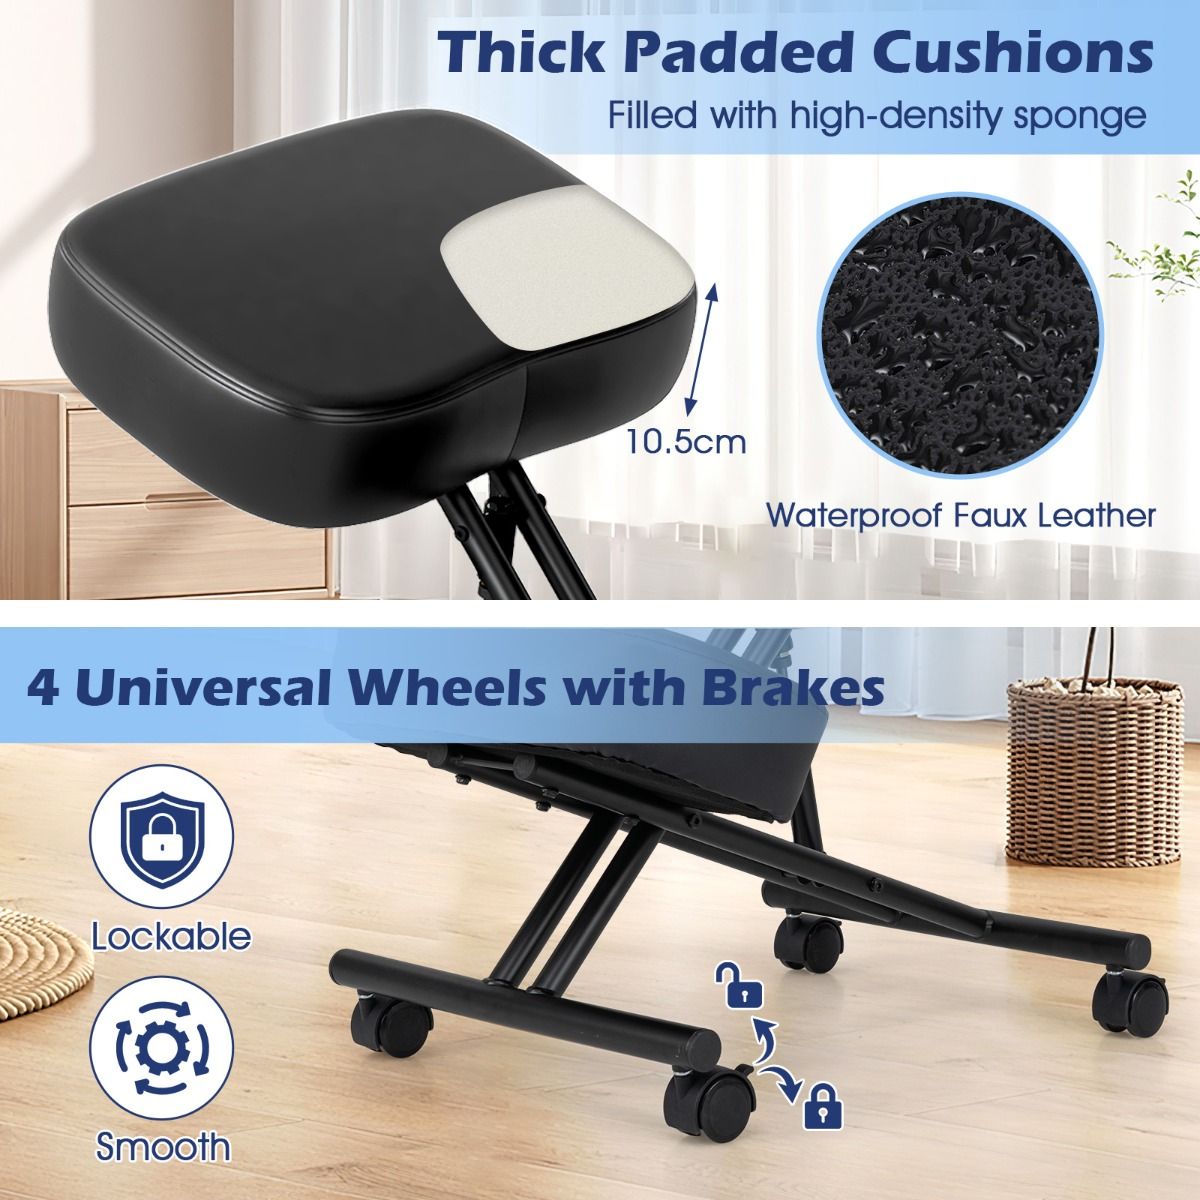 Thick Padded Cushions
Filled with high-density sponge
10.5cm
Waterproof Faux Leather
4 Universal Wheels with Brakes
Lockable
Smooth